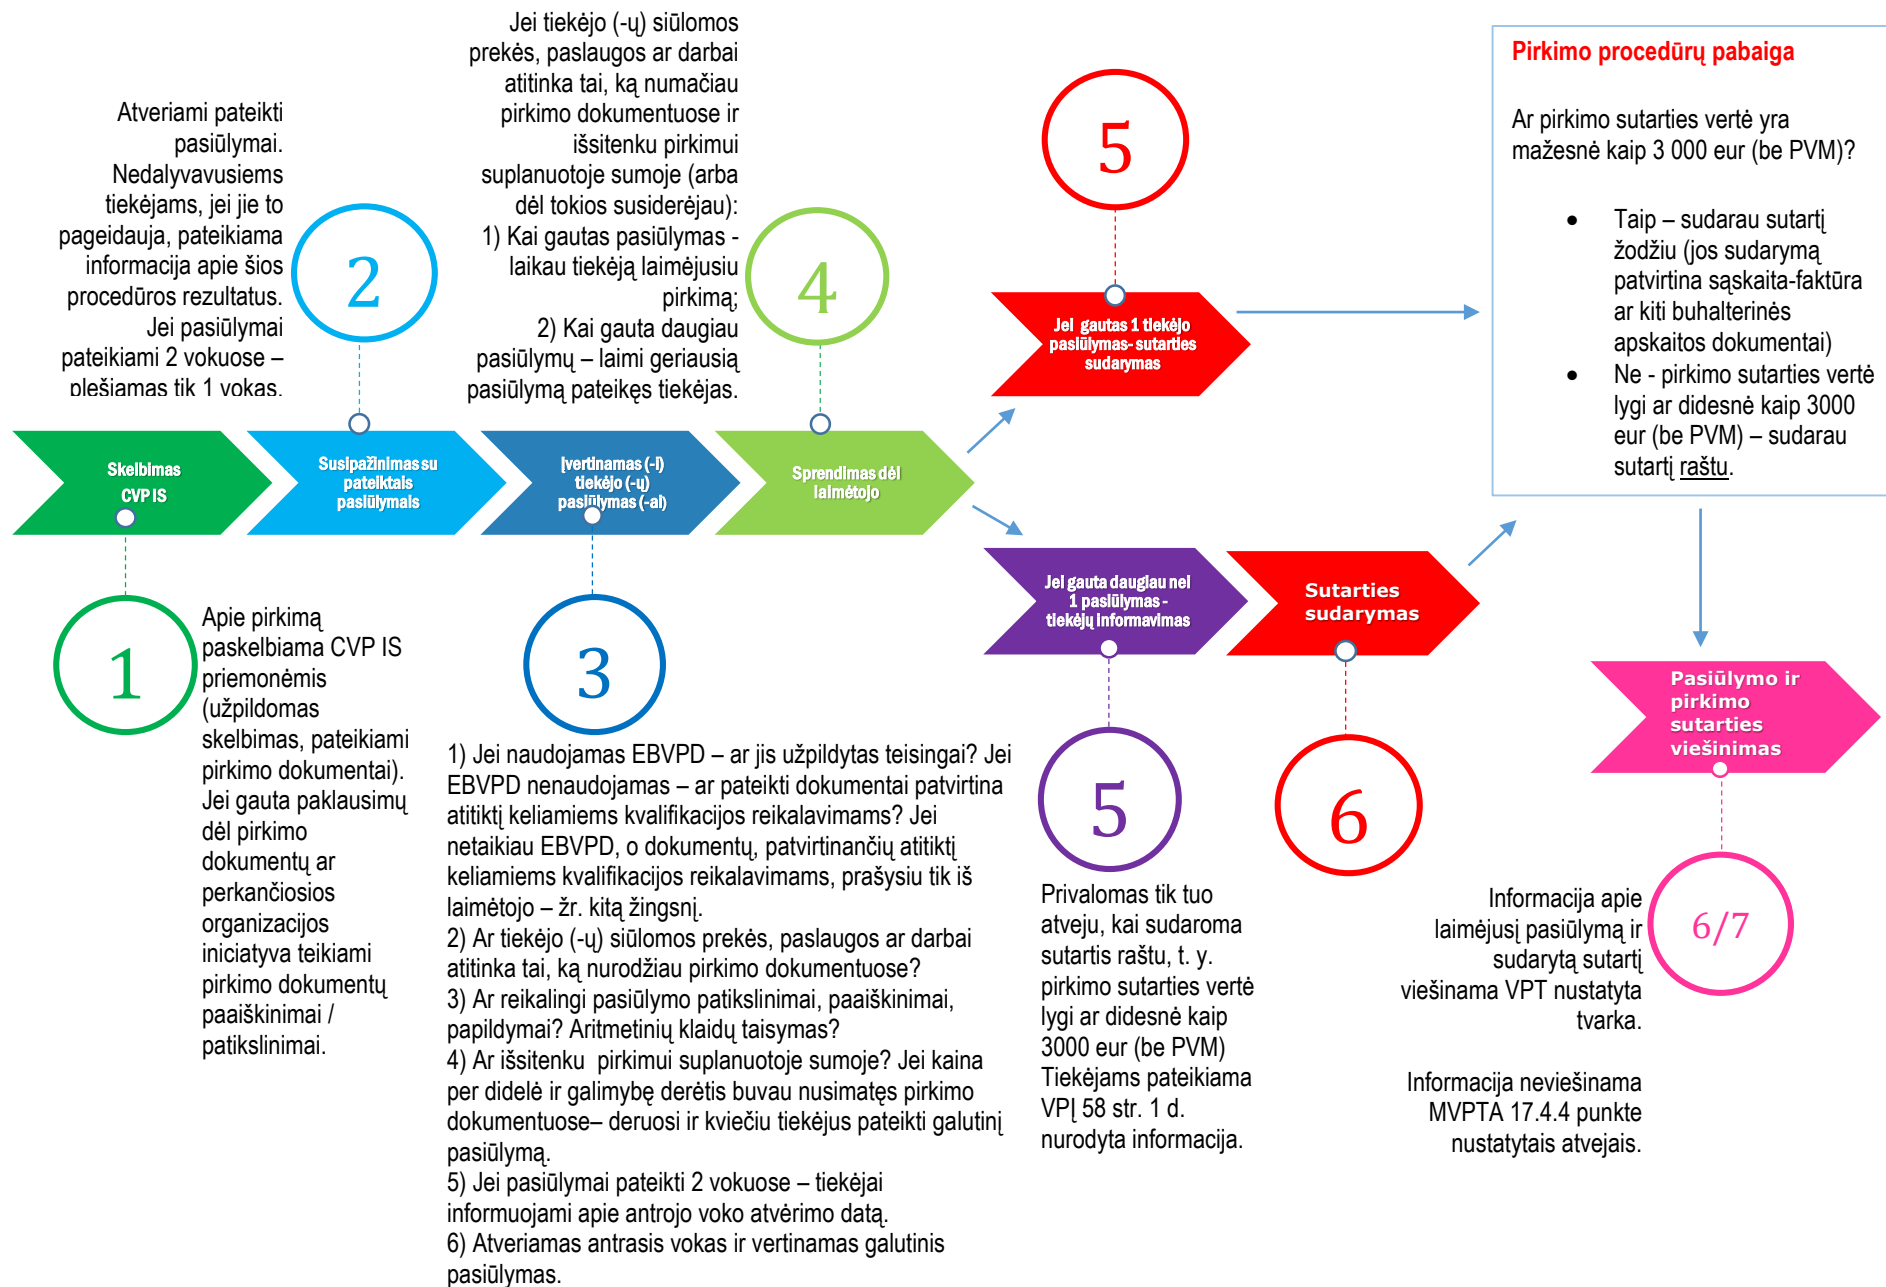 Atveriami pateikti
pasiūlymai.
Nedalyvavusiems
tiekėjams, jei jie to
pageidauja, pateikiama
informacija apie šios
procedūros rezultatus.
Jei pasiūlymai
pateikiami 2 vokuose –
plešiamas tik 1 vokas.
2
Jei tiekėjo (-ų) siūlomos
prekės, paslaugos ar darbai
atitinka tai, ką numačiau
pirkimo dokumentuose ir
išsitenku pirkimui
suplanuotoje sumoje (arba
dėl tokios susiderėjau):
1) Kai gautas pasiūlymas -
laikau tiekėją laimėjusiu
pirkimą;
2) Kai gauta daugiau
pasiūlymų – laimi geriausią
pasiūlymą pateikęs tiekėjas.
4
5
Jei gautas 1 tiekėjo
pasiūlymas- sutarties
sudarymas
Pirkimo procedūrų pabaiga
Ar pirkimo sutarties vertė yra
mažesnė kaip 3 000 eur (be PVM)?
• Taip – sudarau sutartį
žodžiu (jos sudarymą
patvirtina sąskaita-faktūra
ar kiti buhalterinės
apskaitos dokumentai)
• Ne - pirkimo sutarties vertė
lygi ar didesnė kaip 3000
eur (be PVM) – sudarau
sutartį raštu.
Skelbimas
CVP IS
Susipažinimas su
pateiktais
pasiūlymais
Įvertinamas (-i)
tiekėjo (-ų)
pasiūlymas (-ai)
Sprendimas dėl
laimėtojo
Jei gauta daugiau nei
1 pasiūlymas -
tiekėjų informavimas
Sutarties
sudarymas
Pasiūlymo ir
pirkimo
sutarties
viešinimas
1
Apie pirkimą
paskelbiama CVP IS
priemonėmis
(užpildomas
skelbimas, pateikiami
pirkimo dokumentai).
Jei gauta paklausimų
dėl pirkimo
dokumentų ar
perkančiosios
organizacijos
iniciatyva teikiami
pirkimo dokumentų
paaiškinimai /
patikslinimai.
3
1) Jei naudojamas EBVPD – ar jis užpildytas teisingai? Jei
EBVPD nenaudojamas – ar pateikti dokumentai patvirtina
atitiktį keliamiems kvalifikacijos reikalavimams? Jei
netaikiau EBVPD, o dokumentų, patvirtinančių atitiktį
keliamiems kvalifikacijos reikalavimams, prašysiu tik iš
laimėtojo – žr. kitą žingsnį.
2) Ar tiekėjo (-ų) siūlomos prekės, paslaugos ar darbai
atitinka tai, ką nurodžiau pirkimo dokumentuose?
3) Ar reikalingi pasiūlymo patikslinimai, paaiškinimai,
papildymai? Aritmetinių klaidų taisymas?
4) Ar išsitenku pirkimui suplanuotoje sumoje? Jei kaina
per didelė ir galimybę derėtis buvau nusimatęs pirkimo
dokumentuose– deruosi ir kviečiu tiekėjus pateikti galutinį
pasiūlymą.
5) Jei pasiūlymai pateikti 2 vokuose – tiekėjai
informuojami apie antrojo voko atvėrimo datą.
6) Atveriamas antrasis vokas ir vertinamas galutinis
pasiūlymas.
5
Privalomas tik tuo
atveju, kai sudaroma
sutartis raštu, t. y.
pirkimo sutarties vertė
lygi ar didesnė kaip
3000 eur (be PVM)
Tiekėjams pateikiama
VPĮ 58 str. 1 d.
nurodyta informacija.
6
6/7
Informacija apie
laimėjusį pasiūlymą ir
sudarytą sutartį
viešinama VPT nustatyta
tvarka.
Informacija neviešinama
MVPTA 17.4.4 punkte
nustatytais atvejais.